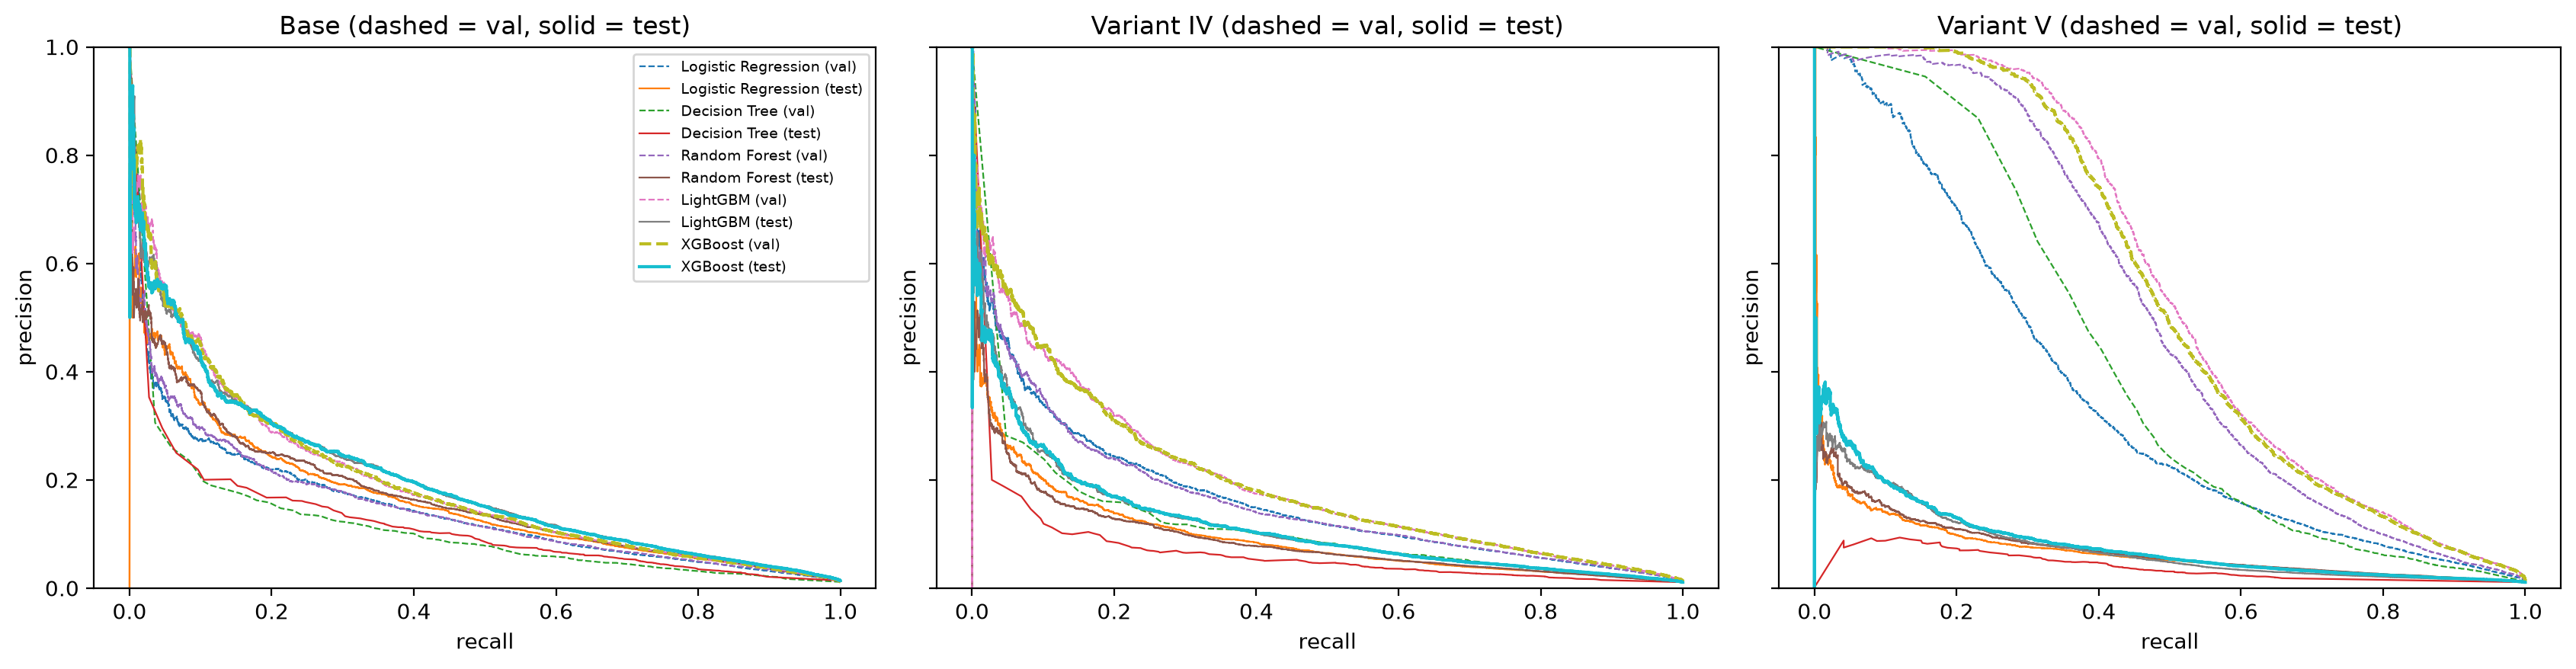 Base (dashed = val, solid = test)
1.0
0.8
0.6
0.4
0.2
0.0
precision
0.0 0.2 0.4 0.6 0.8 1.0
recall
Logistic Regression (val)
Logistic Regression (test)
Decision Tree (val)
Decision Tree (test)
Random Forest (val)
Random Forest (test)
LightGBM (val)
LightGBM (test)
XGBoost (val)
XGBoost (test)
Variant IV (dashed = val, solid = test)
precision
0.0 0.2 0.4 0.6 0.8 1.0
recall
Variant V (dashed = val, solid = test)
precision
0.0 0.2 0.4 0.6 0.8 1.0
recall